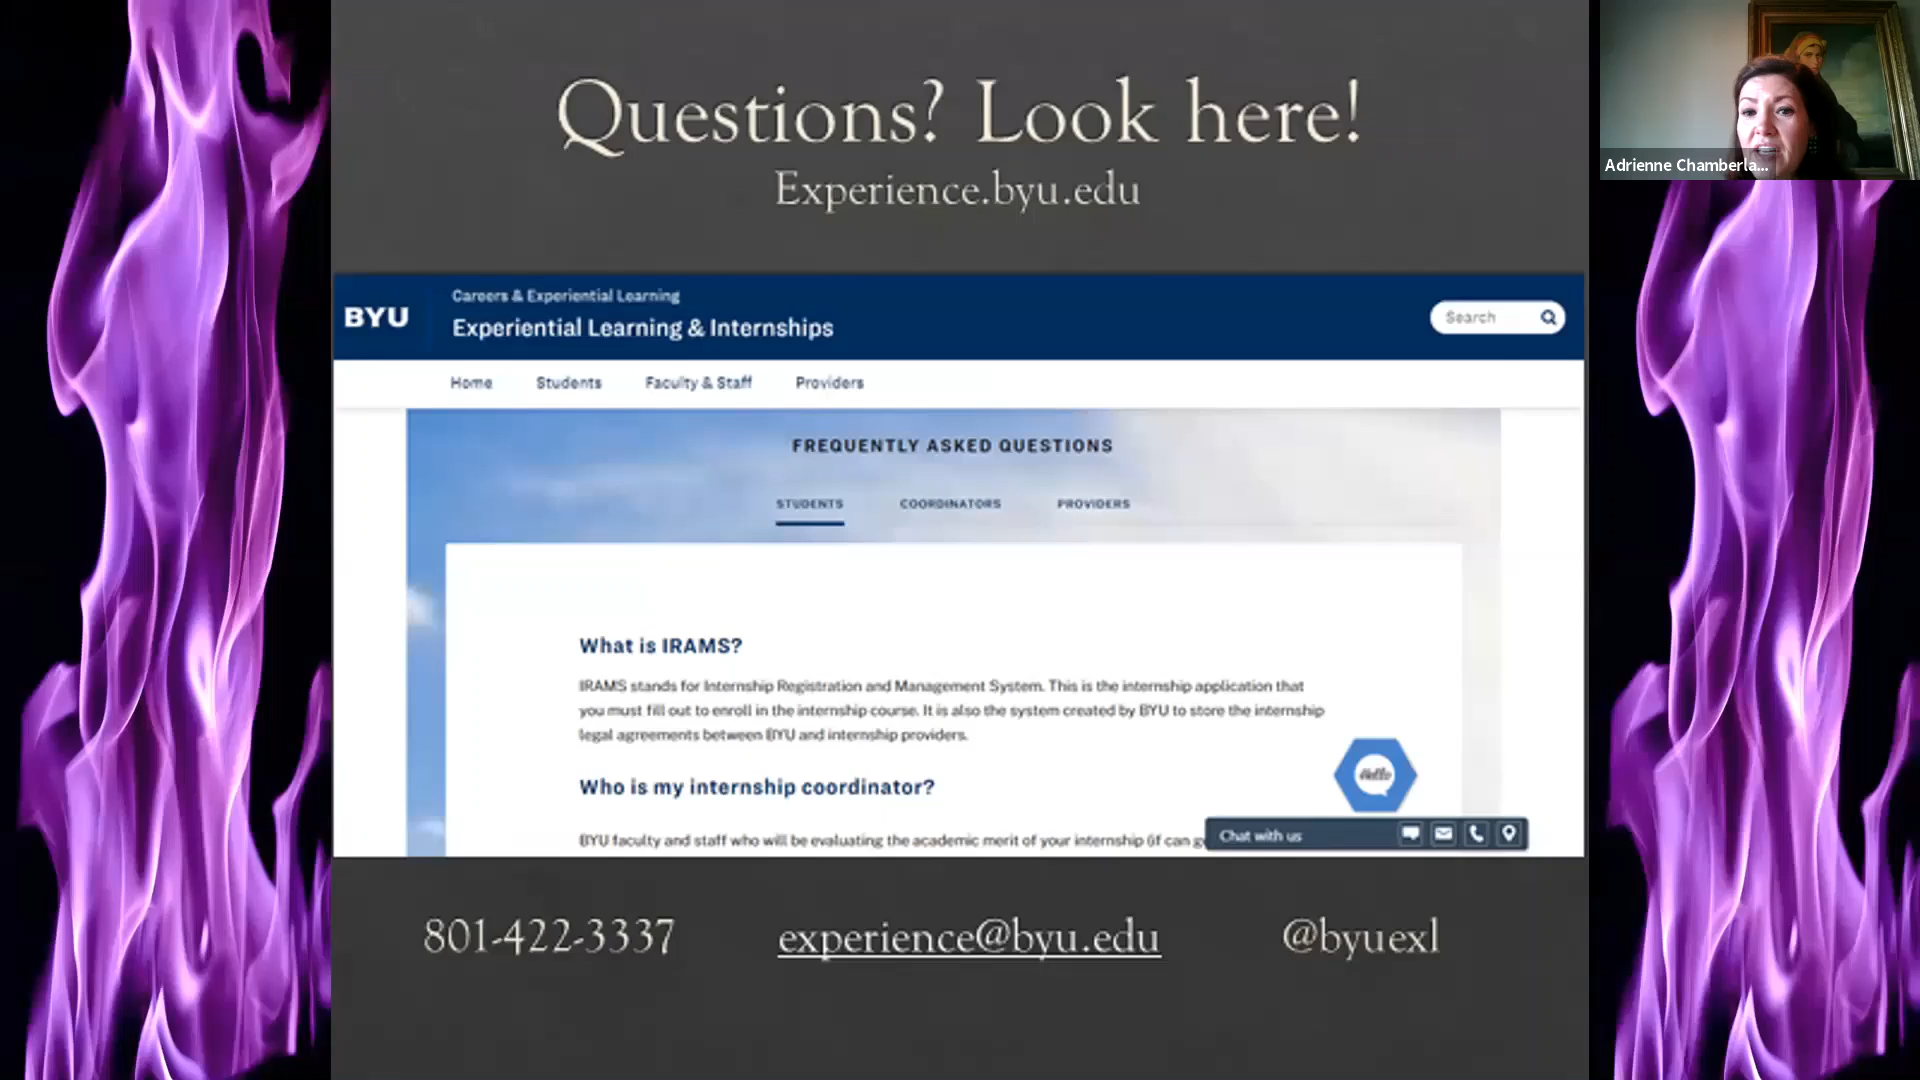 Questions? Look here!
Experience.byu.edu
Adrienne Chamberla...
BYU
Careers & Experiential Learning
Experiential Learning & Internships
Search
Home Students Faculty & Staff Providers
FREQUENTLY ASKED QUESTIONS
STUDENTS COORDINATORS PROVIDERS
What is IRAMS?
IRAMS stands for Internship Registration and Management System. This is the internship application that
you must fill out to enroll in the internship course. It is also the system created by BYU to store the internship
legal agreements between BYU and internship providers.
Hello
Who is my internship coordinator?
BYU faculty and staff who will be evaluating the academic merit of your internship (if can
Chat with us
801-422-3337 experience@byu.edu @byuexl